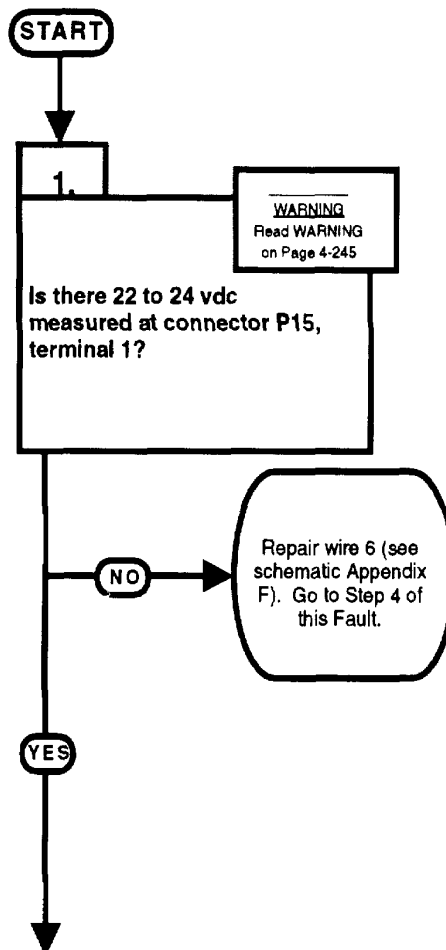 START
1.
WARNING
Read WARNING
on Page 4-245
Is there 22 to 24 vdc
measured at connector P15,
terminal 1?
NO
Repair wire 6 (see
schematic Appendix
F). Go to Step 4 of
this Fault.
YES